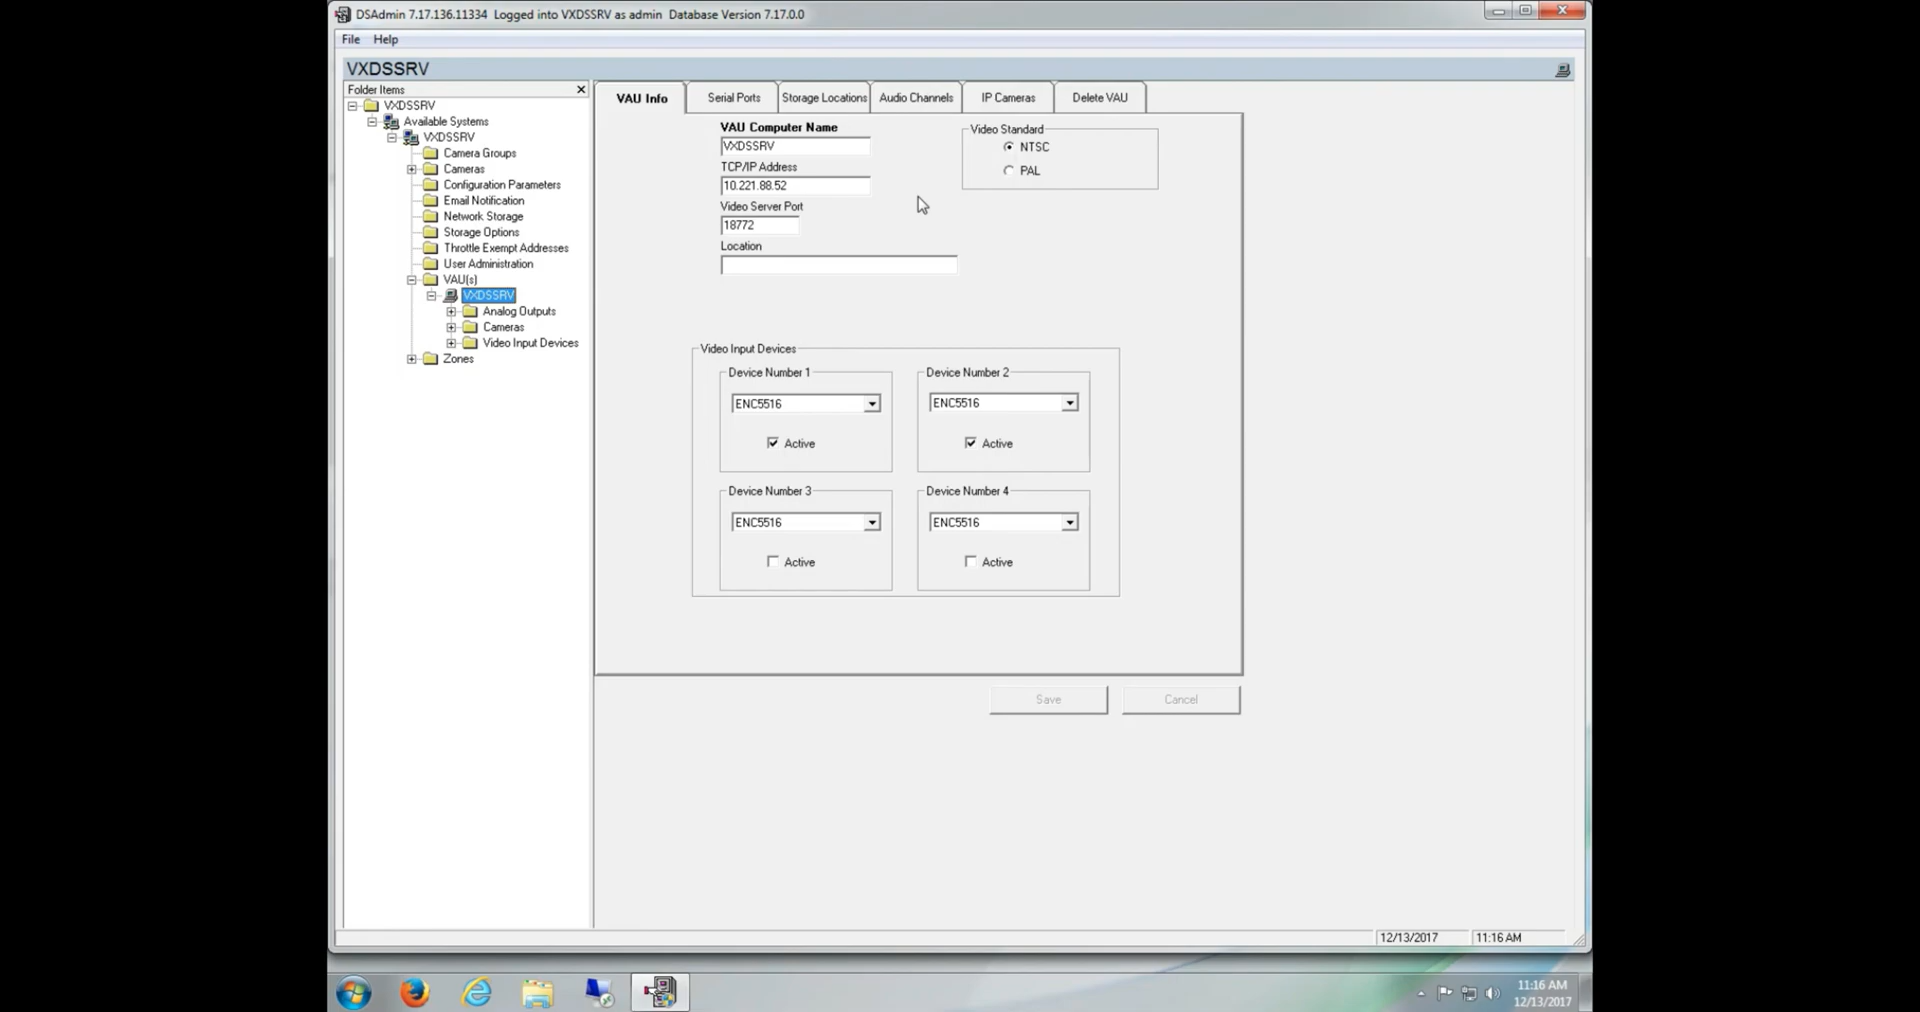 DSAdmin 7.17.136.11334 Logged into VXDSSRV as admin Database Version 7.17.0.0
File Help
VXDSSRV
Folder Items
VXDSSRV
Available Systems
VXDSSRV
Camera Groups
Cameras
Configuration Parameters
Email Notification
Network Storage
Storage Options
Throttle Exempt Addresses
User Administration
VAU(s)
VXDSSRV
Analog Outputs
Cameras
Video Input Devices
Zones
VAU Info Serial Ports Storage Locations Audio Channels IP Cameras Delete VAU
VAU Computer Name
VXDSSRV
TCP/IP Address
10.221.88.52
Video Server Port
18772
Location
Video Standard
NTSC
PAL
Video Input Devices
Device Number 1
ENC5516
Active
Device Number 2
ENC5516
Active
Device Number 3
ENC5516
Active
Device Number 4
ENC5516
Active
Save Cancel
12/13/2017 11:16 AM
11:16 AM
12/13/2017